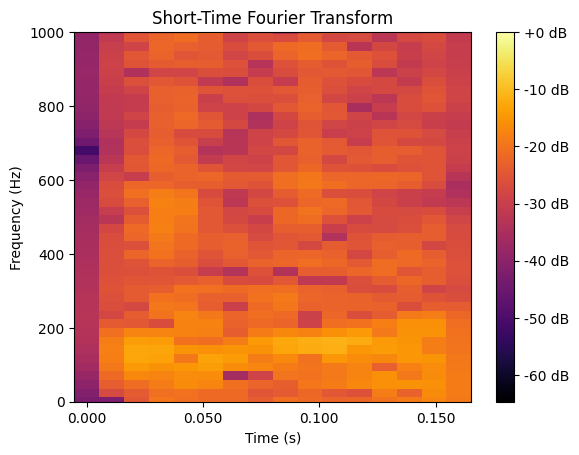 Short-Time Fourier Transform
Frequency (Hz)
1000
800
600
400
200
0
0.000
0.050
0.100
0.150
Time (s)
+0 dB
-10 dB
-20 dB
-30 dB
-40 dB
-50 dB
-60 dB